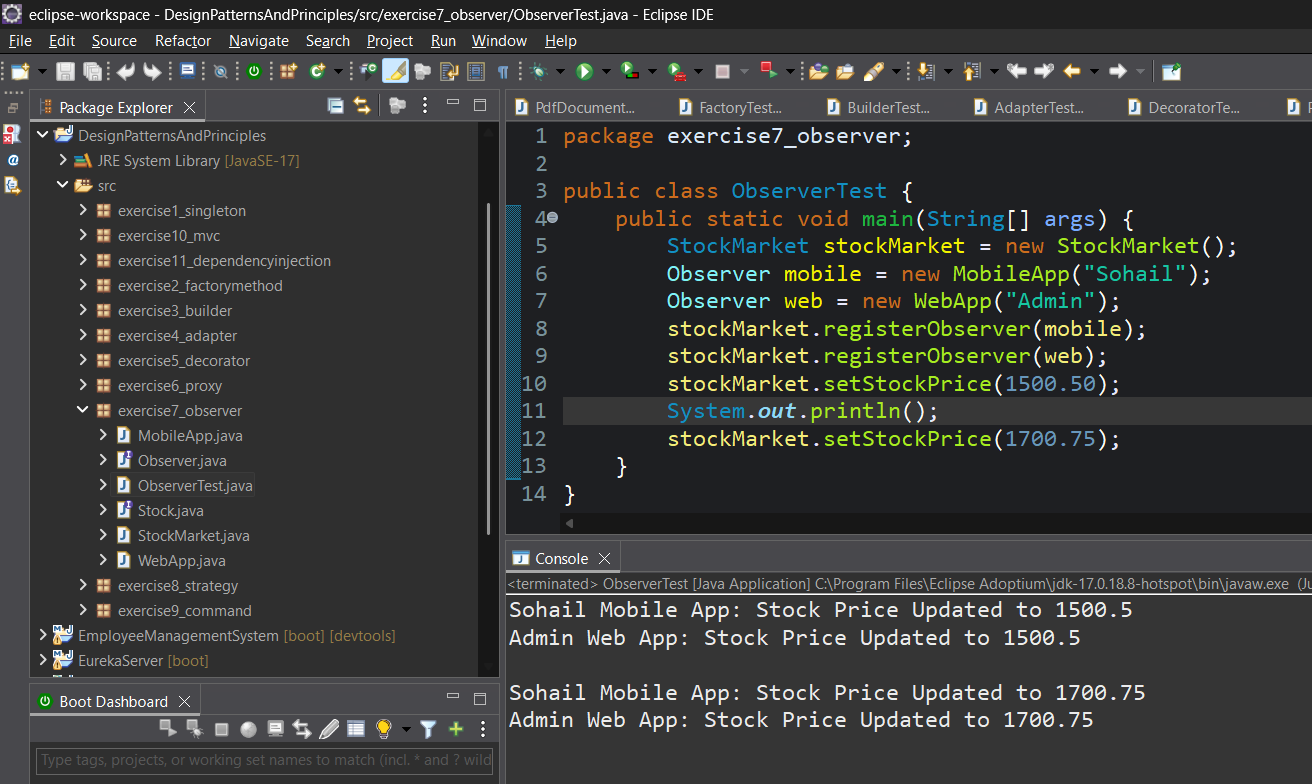 eclipse-workspace - DesignPatternsAndPrinciples/src/exercise7_observer/ObserverTest.java - Eclipse IDE
File Edit Source Refactor Navigate Search Project Run Window Help
Package Explorer
DesignPatternsAndPrinciples
JRE System Library [JavaSE-17]
src
exercise1_singleton
exercise10_mvc
exercise11_dependencyinjection
exercise2_factorymethod
exercise3_builder
exercise4_adapter
exercise5_decorator
exercise6_proxy
exercise7_observer
MobileApp.java
Observer.java
ObserverTest.java
Stock.java
StockMarket.java
WebApp.java
exercise8_strategy
exercise9_command
EmployeeManagementSystem [boot] [devtools]
EurekaServer [boot]
Boot Dashboard
Type tags, projects, or working set names to match (incl. * and ? wild
PdfDocument... FactoryTest... BuilderTest... AdapterTest... DecoratorTe...
1 package exercise7_observer;
2
3 public class ObserverTest {
4 public static void main(String[] args) {
5 StockMarket stockMarket = new StockMarket();
6 Observer mobile = new MobileApp("Sohail");
7 Observer web = new WebApp("Admin");
8 stockMarket.registerObserver(mobile);
9 stockMarket.registerObserver(web);
10 stockMarket.setStockPrice(1500.50);
11 System.out.println();
12 stockMarket.setStockPrice(1700.75);
13 }
14 }
Console
<terminated> ObserverTest [Java Application] C:\Program Files\Eclipse Adoptium\jdk-17.0.18.8-hotspot\bin\javaw.exe (Ju
Sohail Mobile App: Stock Price Updated to 1500.5
Admin Web App: Stock Price Updated to 1500.5
Sohail Mobile App: Stock Price Updated to 1700.75
Admin Web App: Stock Price Updated to 1700.75